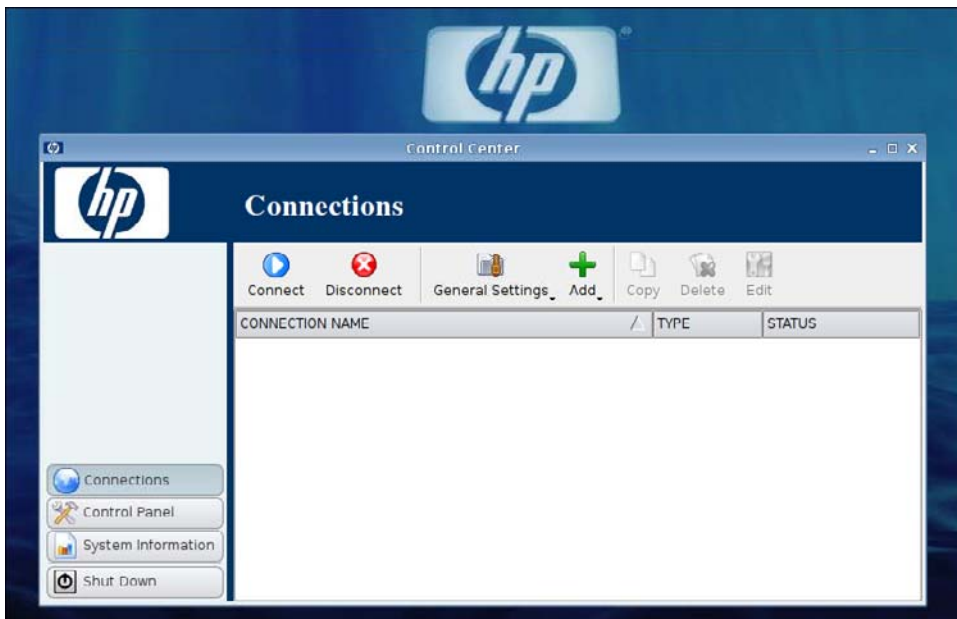 hp
Control Center
hp
Connections
Connect Disconnect General Settings Add Copy Delete Edit
CONNECTION NAME TYPE STATUS
Connections
Control Panel
System Information
Shut Down